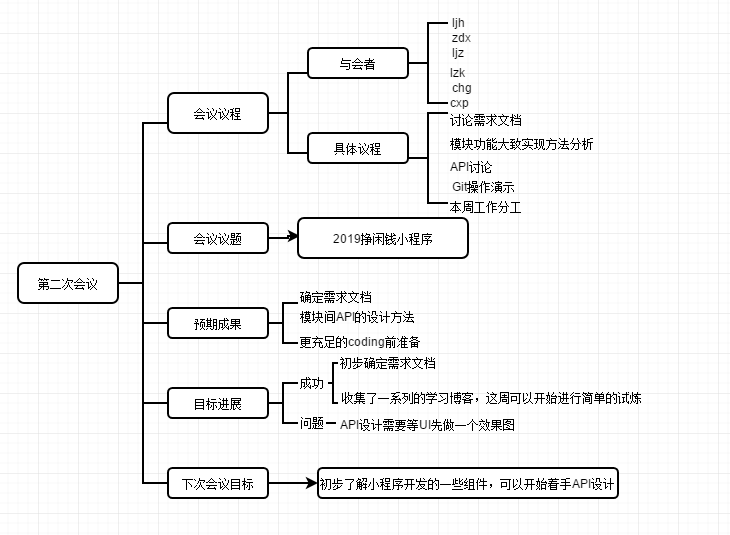 第二次会议
会议议程
与会者
ljh
zdx
ljz
lzk
chg
cxp
具体议程
讨论需求文档
模块功能大致实现方法分析
API讨论
Git操作演示
本周工作分工
会议议题
2019挣闲钱小程序
预期成果
确定需求文档
模块间API的设计方法
更充足的coding前准备
目标进展
成功
初步确定需求文档
收集了一系列的学习博客，这周可以开始进行简单的试炼
问题
API设计需要等UI先做一个效果图
下次会议目标
初步了解小程序开发的一些组件，可以开始着手API设计